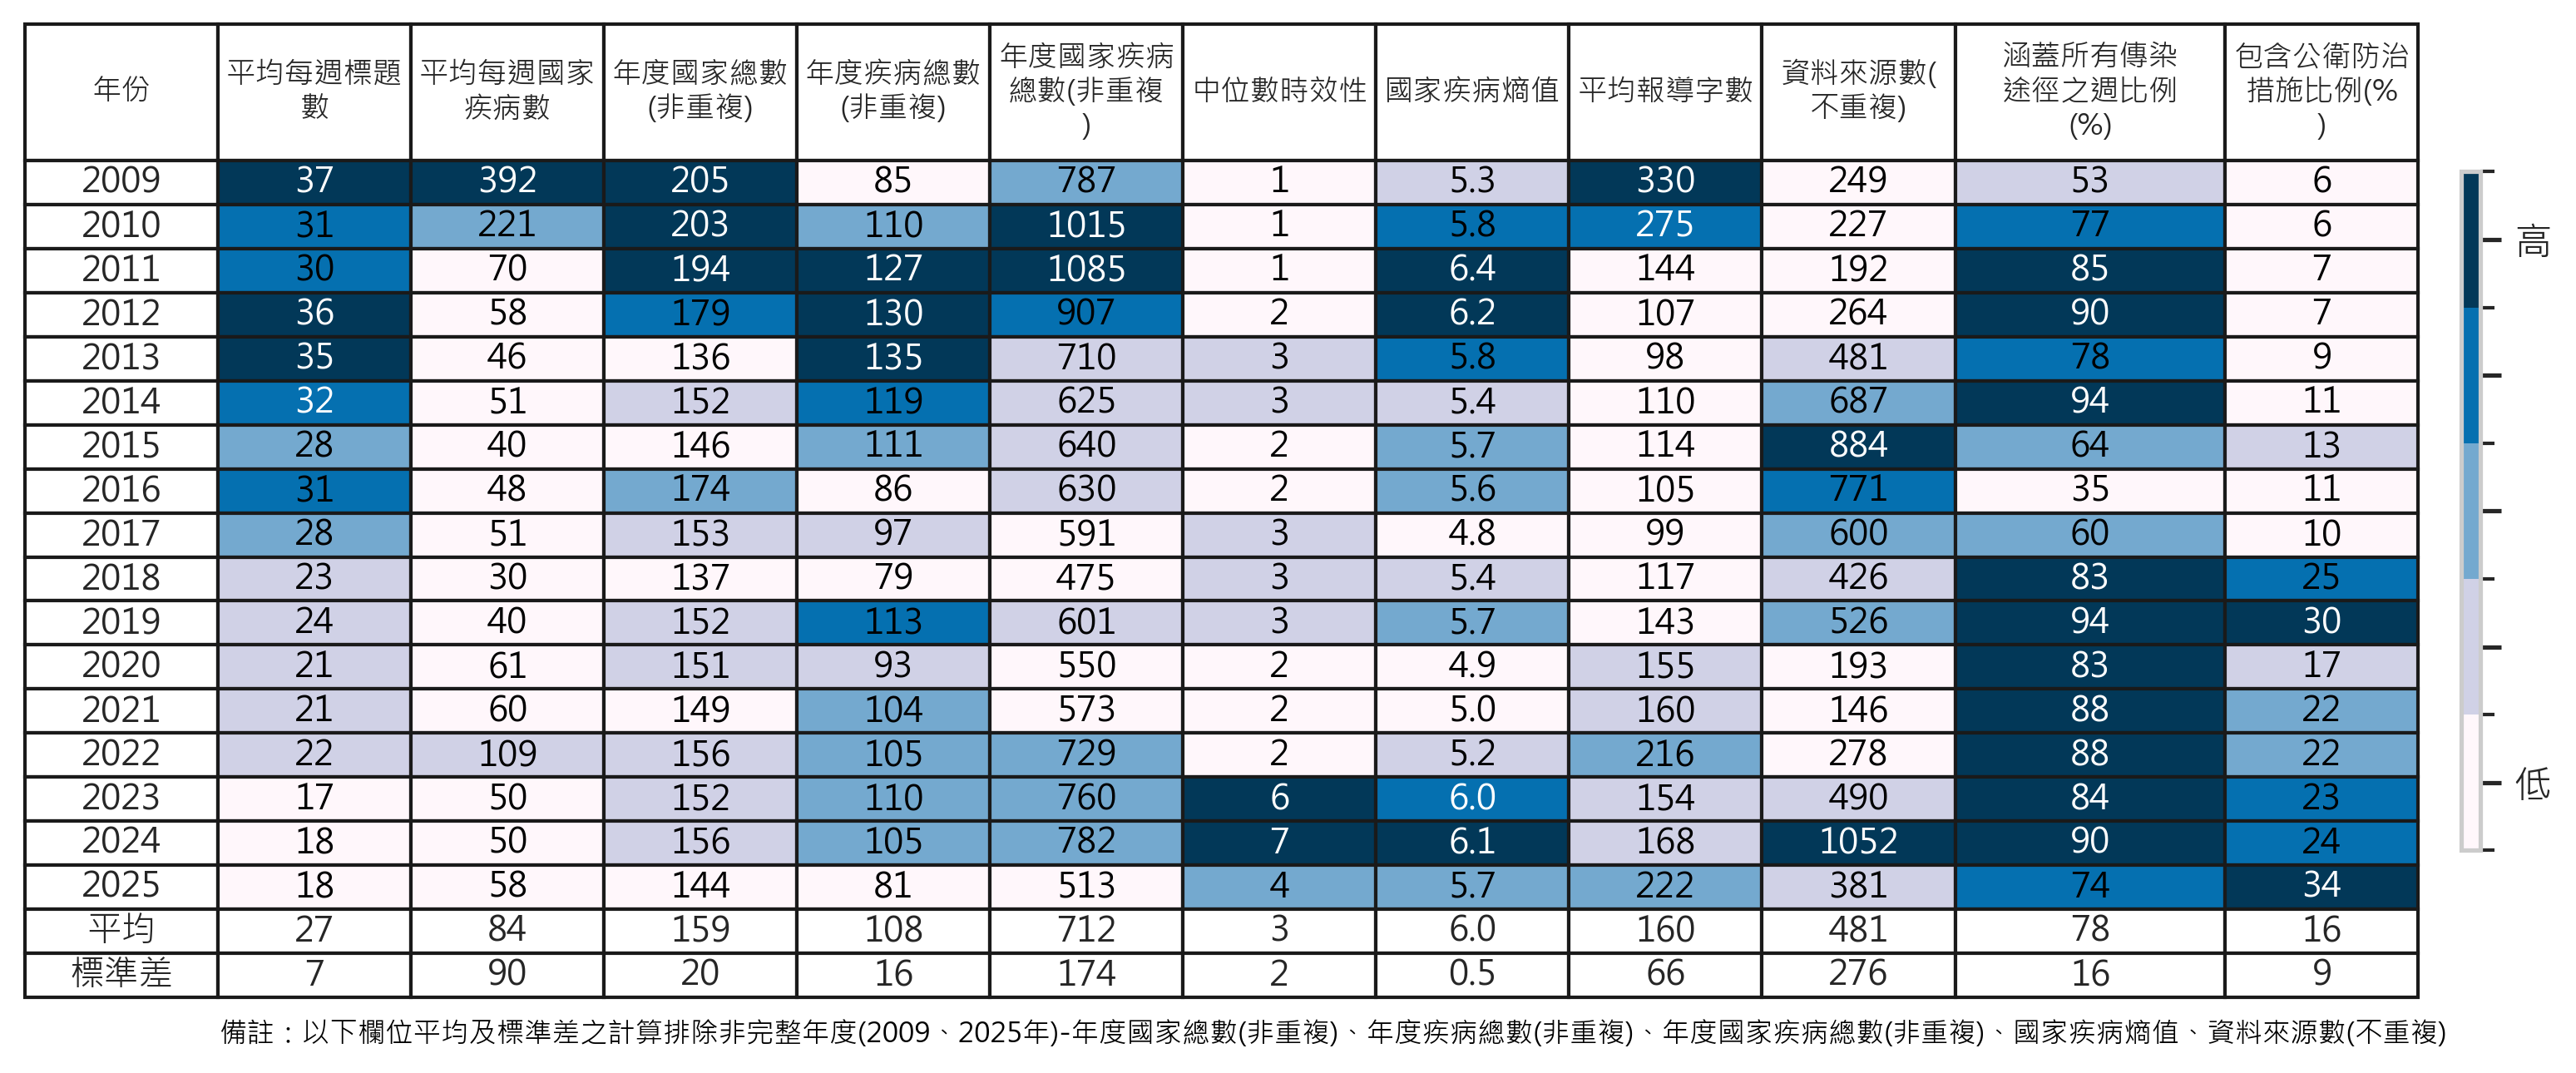 年份 平均每週標題數 平均每週國家疾病數 年度國家總數(非重複) 年度疾病總數(非重複) 年度國家疾病總數(非重複) 中位數時效性 國家疾病熵值 平均報導字數 資料來源數(不重複) 涵蓋所有傳染途徑之週比例(%) 包含公衛防治措施比例(%)
2009 37 392 205 85 787 1 5.3 330 249 53 6
2010 31 221 203 110 1015 1 5.8 275 227 77 6
2011 30 70 194 127 1085 1 6.4 144 192 85 7
2012 36 58 179 130 907 2 6.2 107 264 90 7
2013 35 46 136 135 710 3 5.8 98 481 78 9
2014 32 51 152 119 625 3 5.4 110 687 94 11
2015 28 40 146 111 640 2 5.7 114 884 64 13
2016 31 48 174 86 630 2 5.6 105 771 35 11
2017 28 51 153 97 591 3 4.8 99 600 60 10
2018 23 30 137 79 475 3 5.4 117 426 83 25
2019 24 40 152 113 601 3 5.7 143 526 94 30
2020 21 61 151 93 550 2 4.9 155 193 83 17
2021 21 60 149 104 573 2 5.0 160 146 88 22
2022 22 109 156 105 729 2 5.2 216 278 88 22
2023 17 50 152 110 760 6 6.0 154 490 84 23
2024 18 50 156 105 782 7 6.1 168 1052 90 24
2025 18 58 144 81 513 4 5.7 222 381 74 34
平均 27 84 159 108 712 3 6.0 160 481 78 16
標準差 7 90 20 16 174 2 0.5 66 276 16 9
高
低
備註：以下欄位平均及標準差之計算排除非完整年度(2009、2025年)-年度國家總數(非重複)、年度疾病總數(非重複)、年度國家疾病總數(非重複)、國家疾病熵值、資料來源數(不重複)